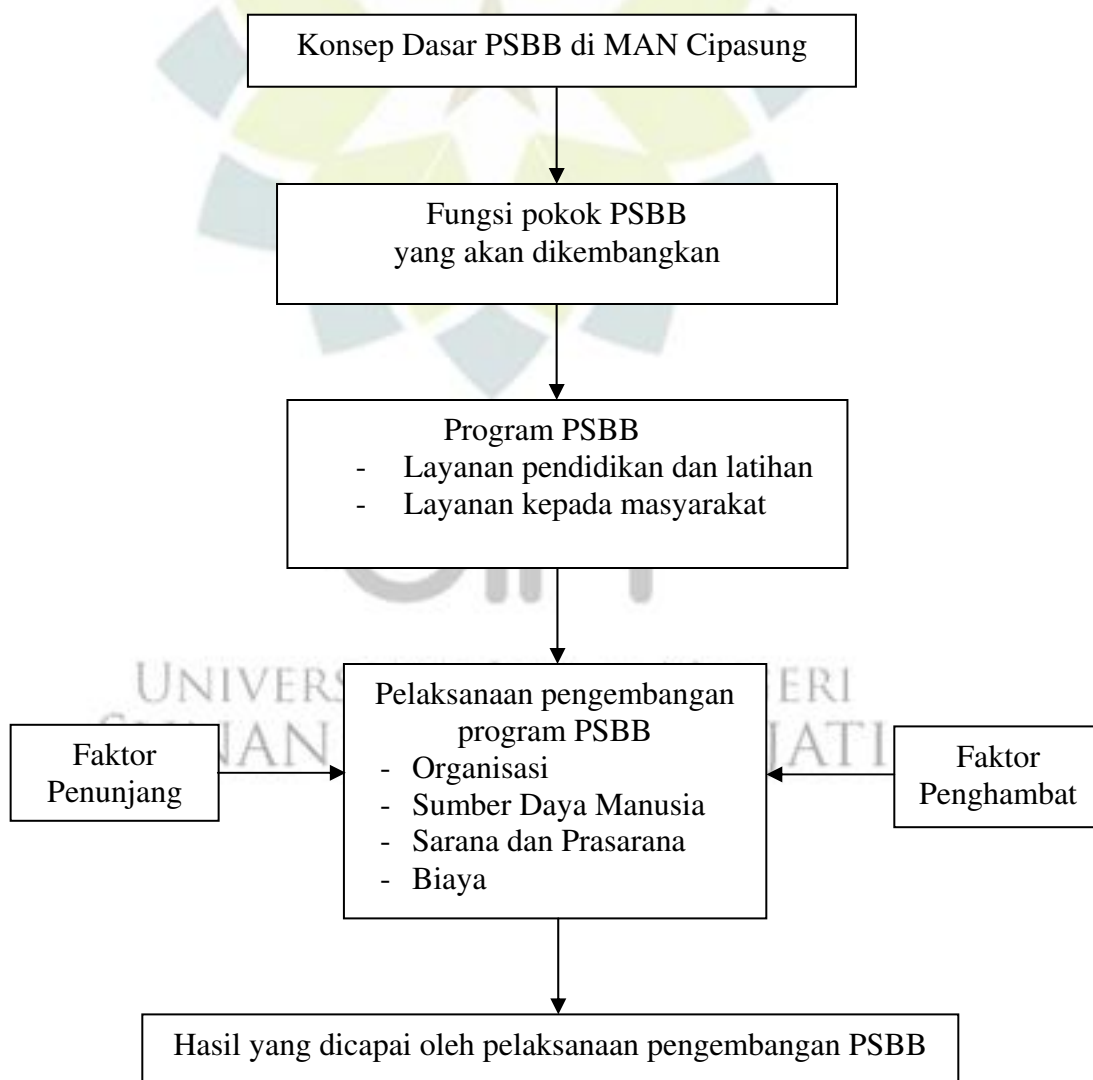 Konsep Dasar PSBB di MAN Cipasung
Fungsi pokok PSBB
yang akan dikembangkan
Program PSBB
- Layanan pendidikan dan latihan
- Layanan kepada masyarakat
Pelaksanaan pengembangan
program PSBB
- Organisasi
- Sumber Daya Manusia
- Sarana dan Prasarana
- Biaya
Faktor
Penunjang
Faktor
Penghambat
Hasil yang dicapai oleh pelaksanaan pengembangan PSBB